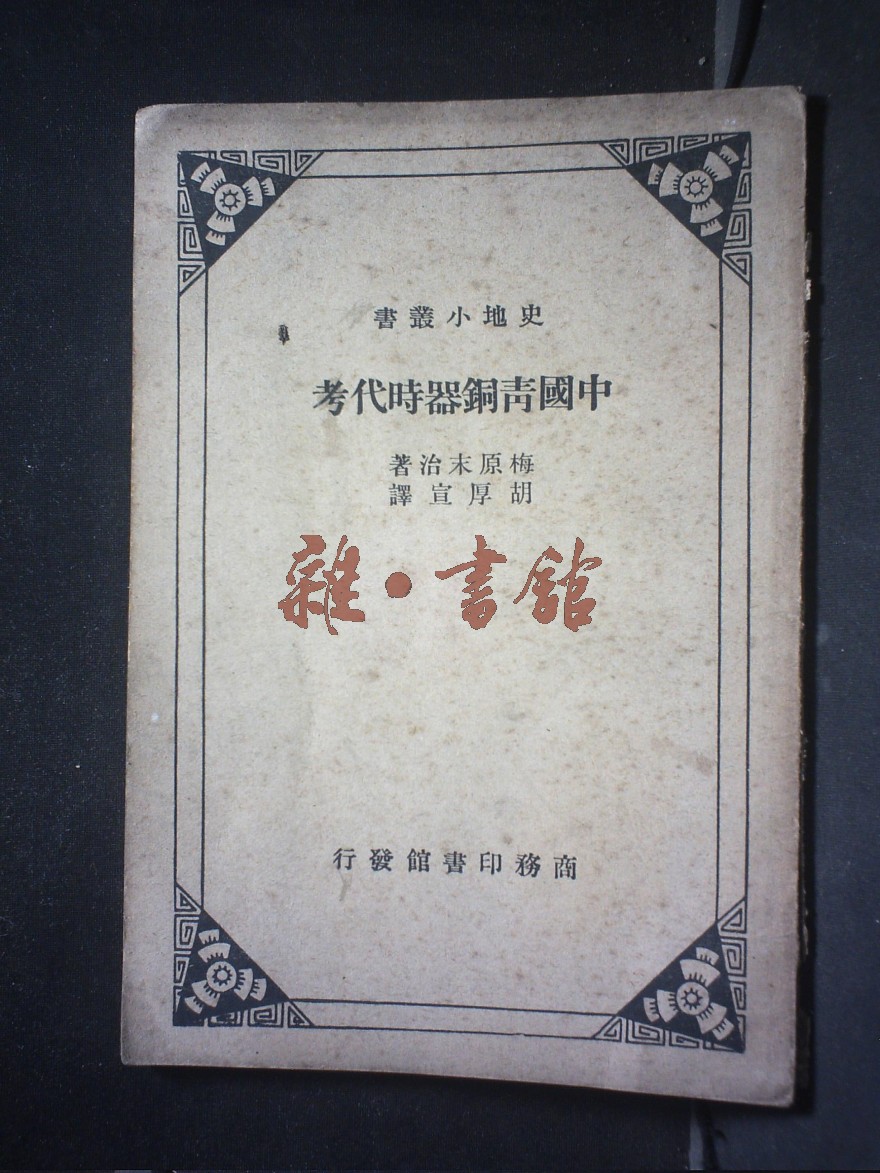 史地小叢書
中國靑銅器時代考
梅原末治著
胡厚宣譯
雜·書館
商務印書館發行